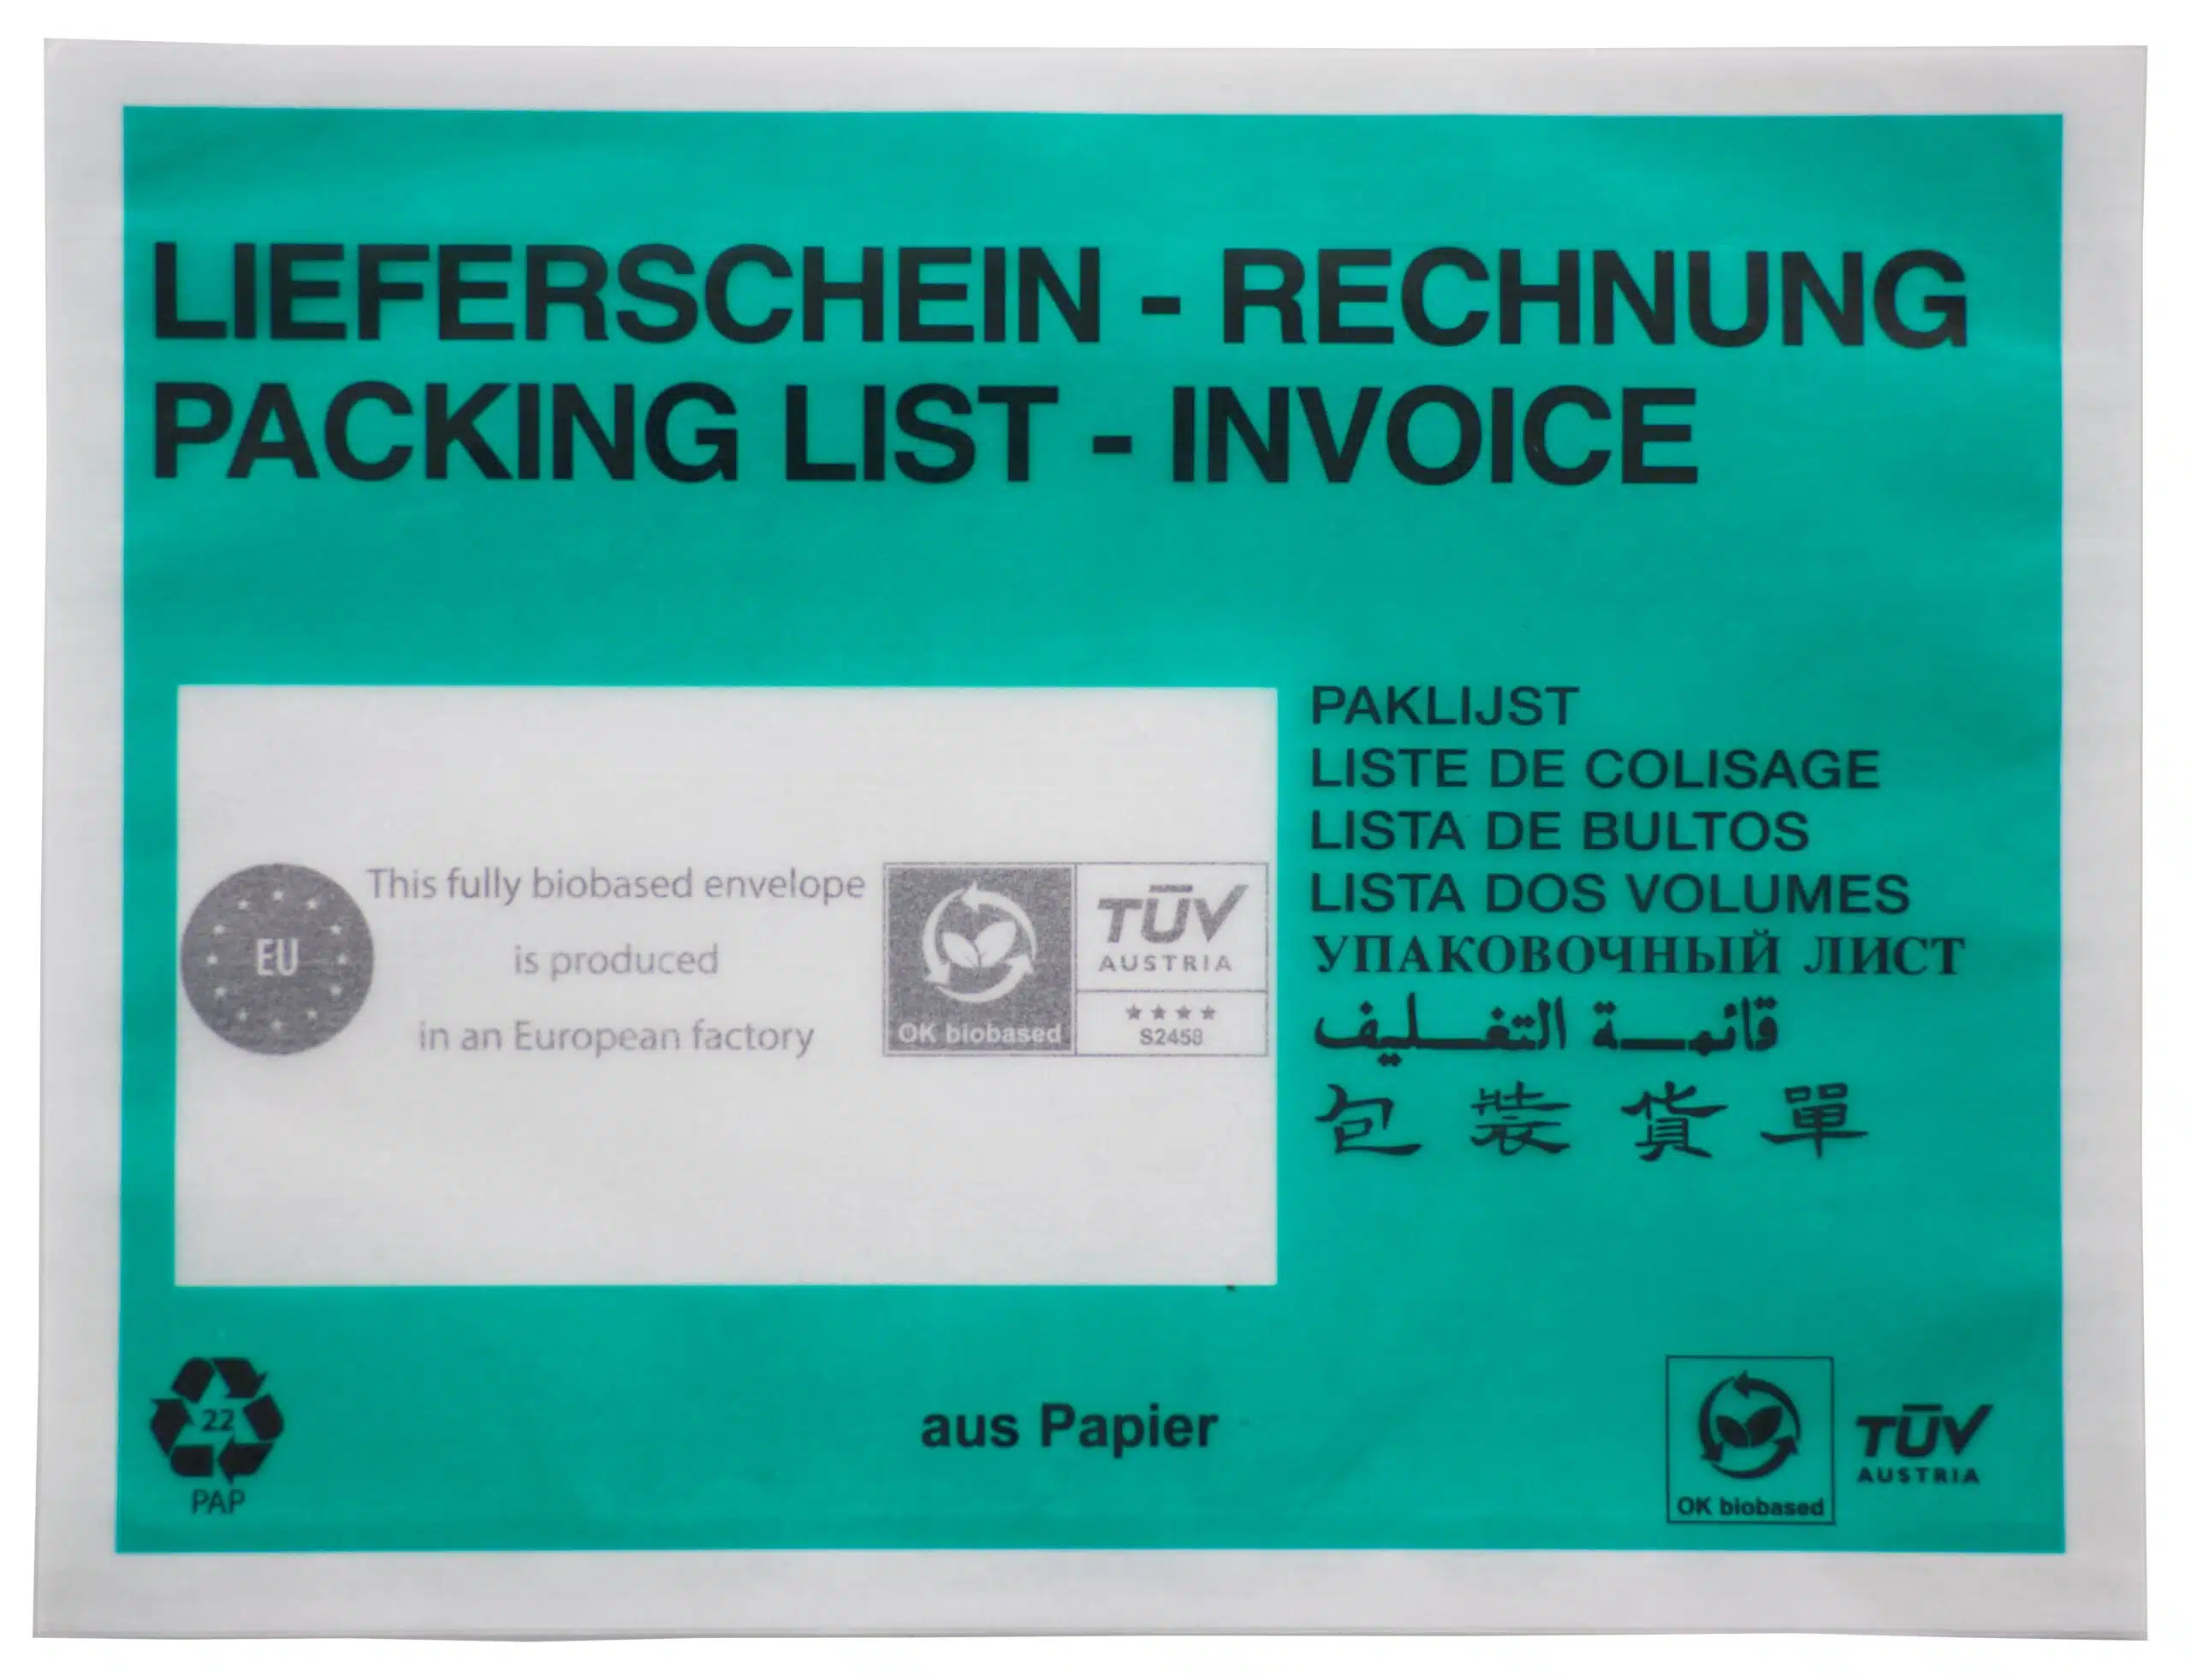 LIEFERSCHEIN - RECHNUNG
PACKING LIST - INVOICE
This fully biobased envelope
is produced
in an European factory
EU
OK biobased
TÜV
AUSTRIA
★★★★
S2458
PAKLIJST
LISTE DE COLISAGE
LISTA DE BULTOS
LISTA DOS VOLUMES
УПАКОВОЧНЫЙ ЛИСТ
قائمـــة التغـــليف
包 裝 貨 單
22
PAP
aus Papier
OK biobased
TÜV
AUSTRIA